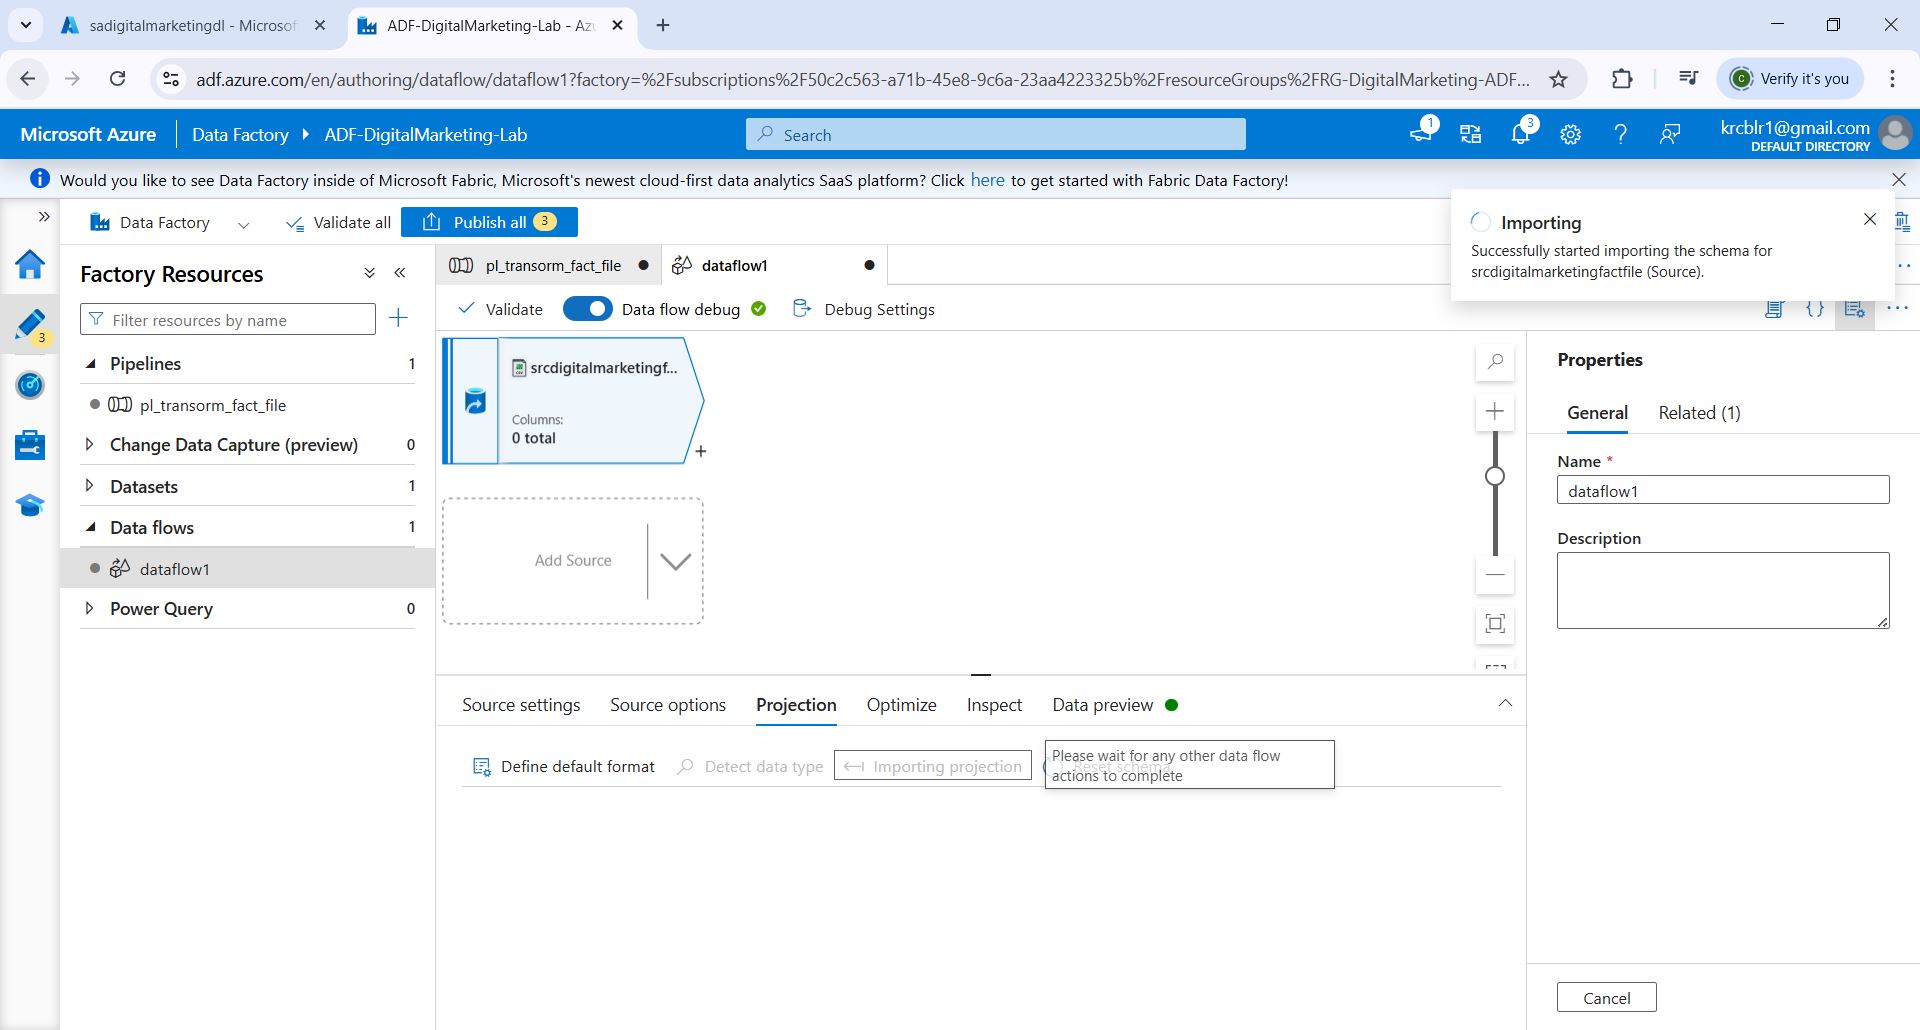 sadigitalmarketingdl - Microsof
ADF-DigitalMarketing-Lab - Az
adf.azure.com/en/authoring/dataflow/dataflow1?factory=%2Fsubscriptions%2F50c2c563-a71b-45e8-9c6a-23aa4223325b%2FresourceGroups%2FRG-DigitalMarketing-ADF...
C
Verify it's you
Microsoft Azure
Data Factory
ADF-DigitalMarketing-Lab
Search
1
3
krcblr1@gmail.com
DEFAULT DIRECTORY
Would you like to see Data Factory inside of Microsoft Fabric, Microsoft's newest cloud-first data analytics SaaS platform? Click here to get started with Fabric Data Factory!
Data Factory
Validate all
Publish all 3
Importing
Successfully started importing the schema for
srcdigitalmarketingfactfile (Source).
Factory Resources
Filter resources by name
3
Pipelines 1
pl_transorm_fact_file
Change Data Capture (preview) 0
Datasets 1
Data flows 1
dataflow1
Power Query 0
pl_transorm_fact_file
dataflow1
Validate
Data flow debug
Debug Settings
srcdigitalmarketingf...
Columns:
0 total
Add Source
Source settings
Source options
Projection
Optimize
Inspect
Data preview
Define default format
Detect data type
Importing projection
Reset schema
Please wait for any other data flow
actions to complete
Properties
General
Related (1)
Name *
dataflow1
Description
Cancel